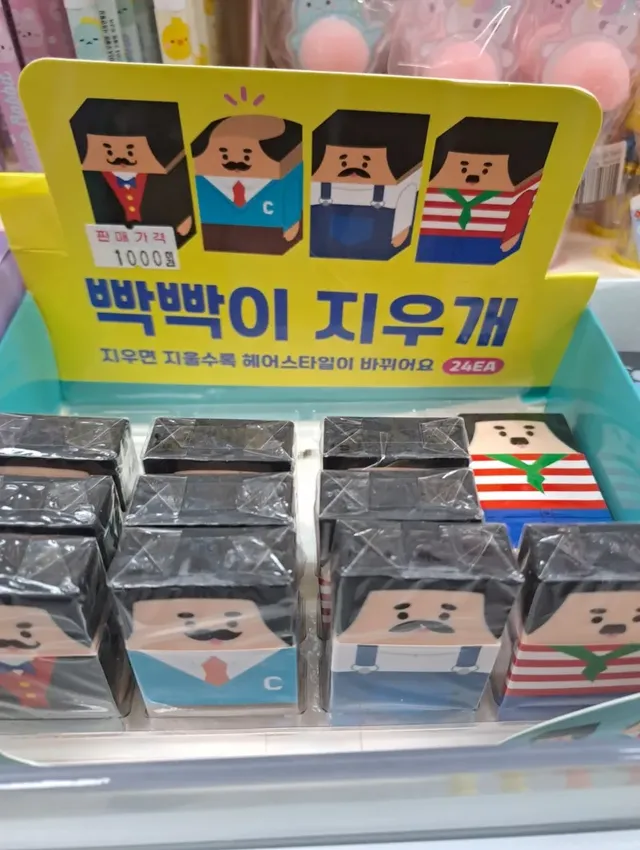 C
판매가격
1000원
빡빡이 지우개
지우면 지울수록 헤어스타일이 바뀌어요 24EA
C